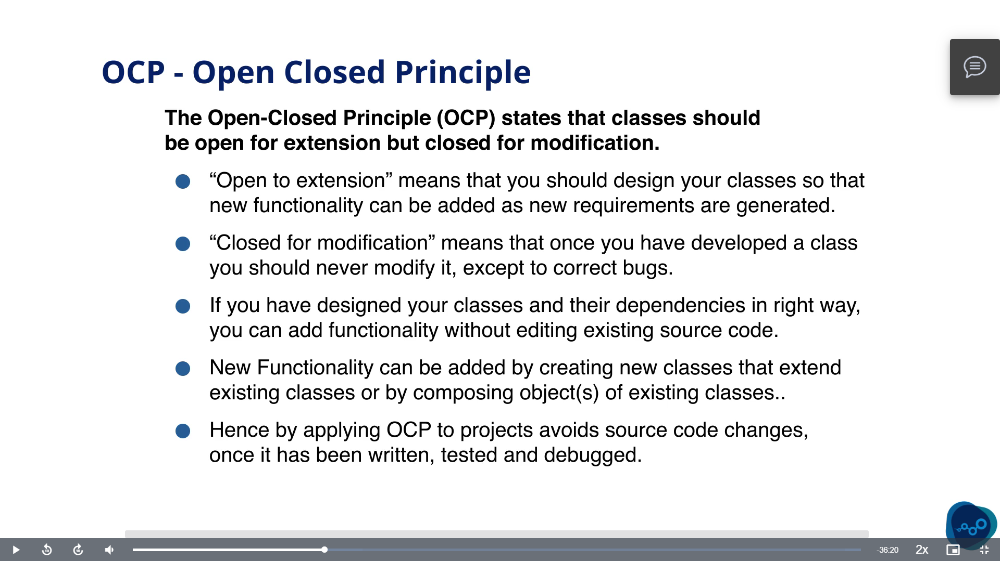 OCP - Open Closed Principle
The Open-Closed Principle (OCP) states that classes should
be open for extension but closed for modification.
“Open to extension” means that you should design your classes so that
new functionality can be added as new requirements are generated.
“Closed for modification” means that once you have developed a class
you should never modify it, except to correct bugs.
If you have designed your classes and their dependencies in right way,
you can add functionality without editing existing source code.
New Functionality can be added by creating new classes that extend
existing classes or by composing object(s) of existing classes..
Hence by applying OCP to projects avoids source code changes,
once it has been written, tested and debugged.
10
10
-36:20
2x